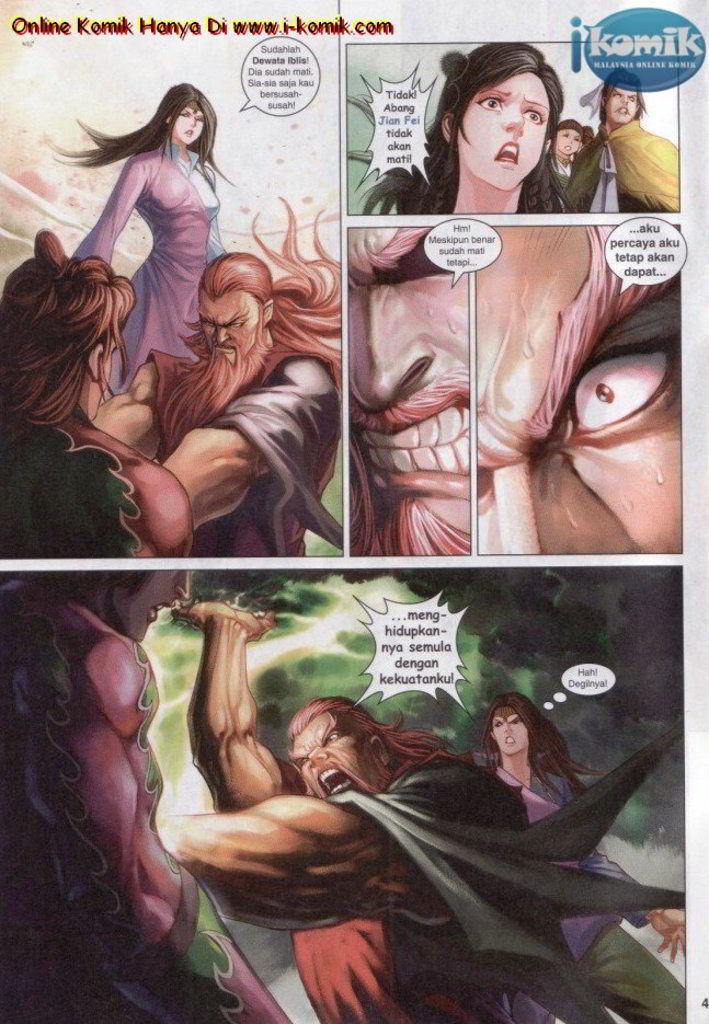 Online Komik Hanya Di www.i-komik.com
ikomik
MALAYSIA ONLINE KOMIK
Sudahlah
Dewata Iblis!
Dia sudah mati.
Sia-sia saja kau
bersusah-
susah!
Tidak!
Abang
Jian Fei
tidak
akan
mati!
Hm!
Meskipun benar
sudah mati
tetapi...
...aku
percaya aku
tetap akan
dapat...
...meng-
hidupkan-
nya semula
dengan
kekuatanku!
Hah!
Degilnya!
4